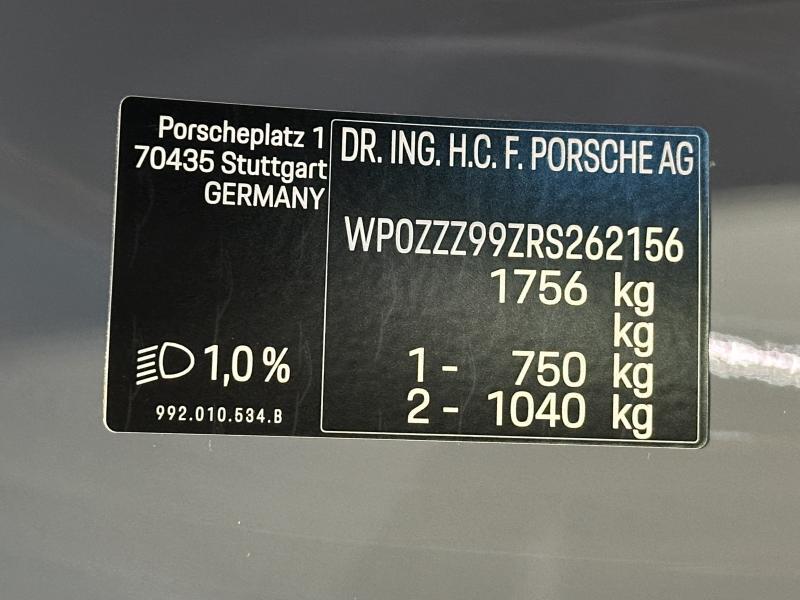 Porscheplatz 1
70435 Stuttgart
GERMANY
1,0 %
992.010.534.B
DR. ING. H.C. F. PORSCHE AG
WP0ZZZ99ZRS262156
1756 kg
kg
1 - 750 kg
2 - 1040 kg